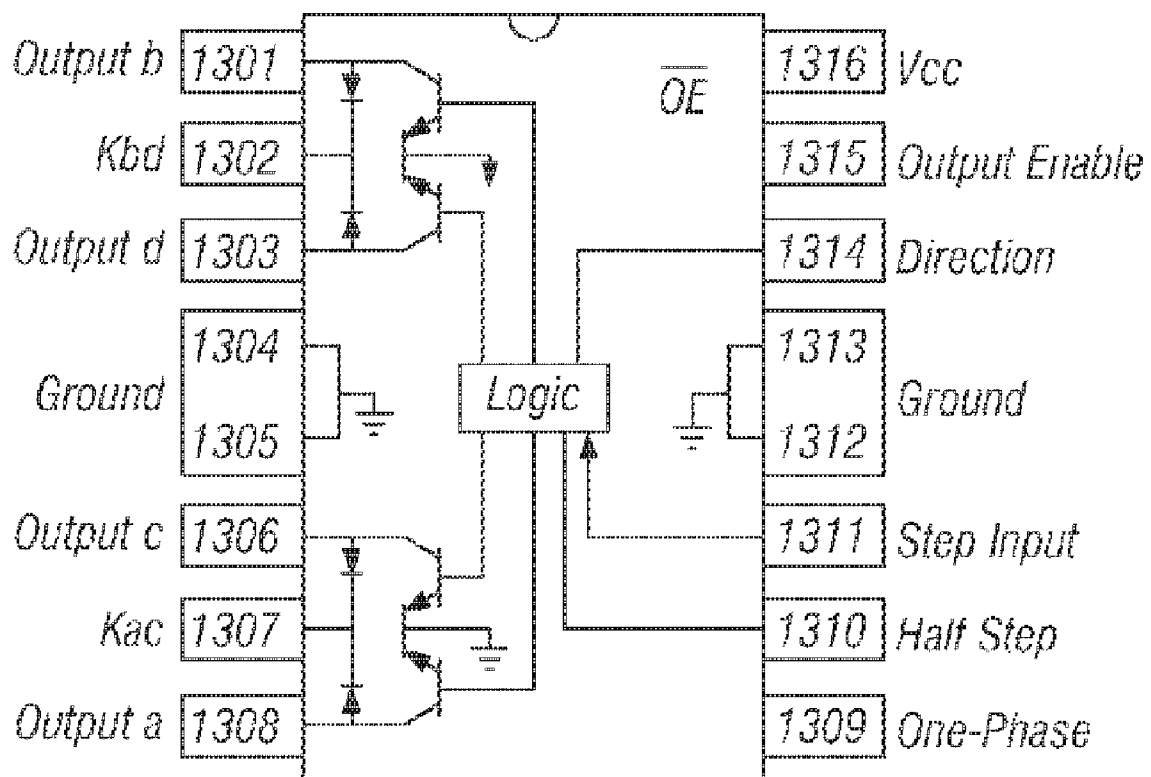 Output b 1301
Kbd 1302
Output d 1303
Ground 1304
1305
Output c 1306
Kac 1307
Output a 1308
OE
Logic
1316 Vcc
1315 Output Enable
1314 Direction
1313 Ground
1312
1311 Step Input
1310 Half Step
1309 One-Phase